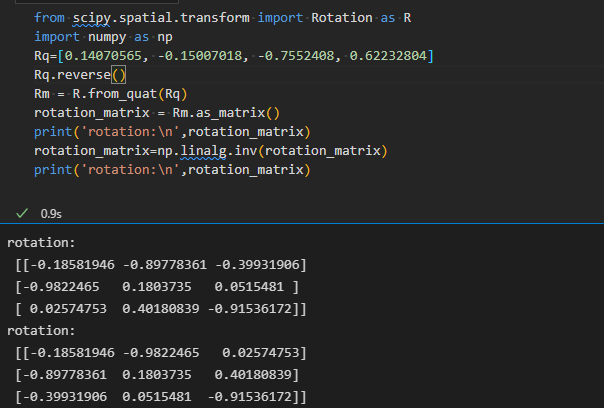 from scipy.spatial.transform import Rotation as R
import numpy as np
Rq=[0.14070565, -0.15007018, -0.7552408, 0.62232804]
Rq.reverse()
Rm = R.from_quat(Rq)
rotation_matrix = Rm.as_matrix()
print('rotation:\n',rotation_matrix)
rotation_matrix=np.linalg.inv(rotation_matrix)
print('rotation:\n',rotation_matrix)
0.9s
rotation:
[[-0.18581946 -0.89778361 -0.39931906]
[-0.9822465   0.1803735   0.0515481 ]
[ 0.02574753  0.40180839 -0.91536172]]
rotation:
[[-0.18581946 -0.9822465   0.02574753]
[-0.89778361  0.1803735   0.40180839]
[-0.39931906  0.0515481  -0.91536172]]